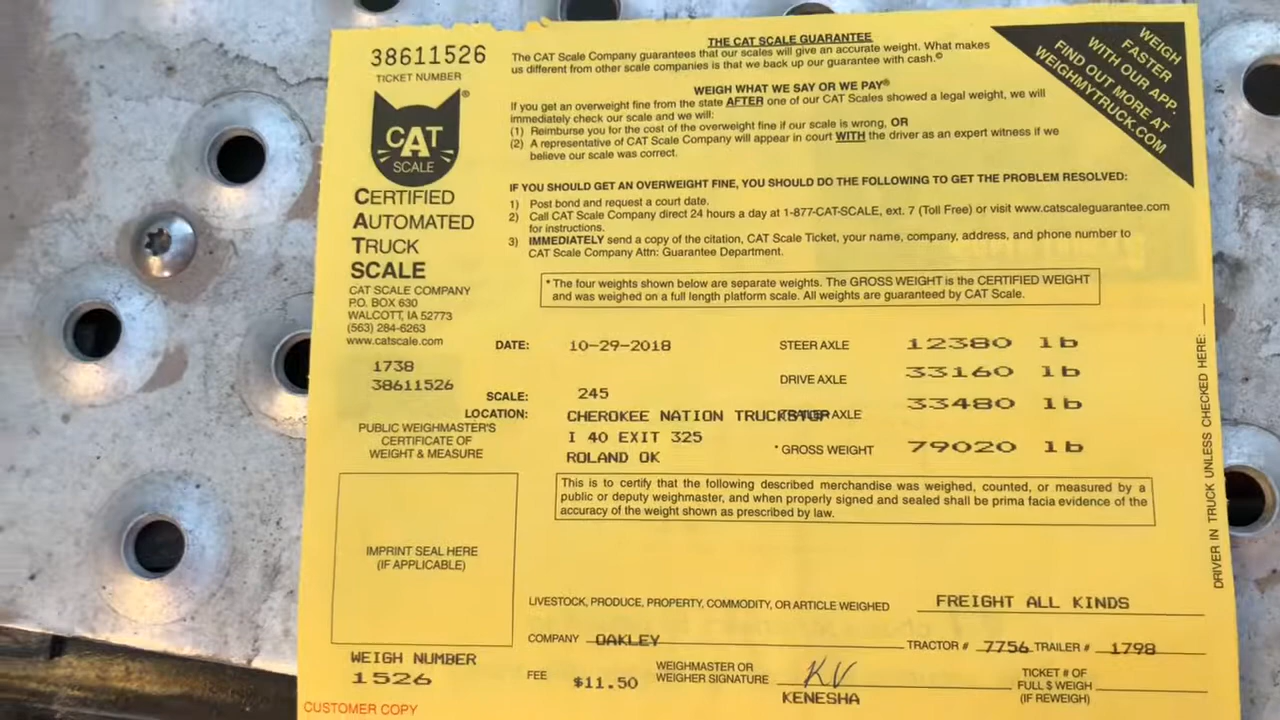 38611526
TICKET NUMBER
CAT
SCALE
®
CERTIFIED
AUTOMATED
TRUCK
SCALE
CAT SCALE COMPANY
P.O. BOX 630
WALCOTT, IA 52773
(563) 284-6263
www.catscale.com
1738
38611526
PUBLIC WEIGHMASTER'S
CERTIFICATE OF
WEIGHT & MEASURE
IMPRINT SEAL HERE
(IF APPLICABLE)
WEIGH NUMBER
1526
CUSTOMER COPY
THE CAT SCALE GUARANTEE
The CAT Scale Company guarantees that our scales will give an accurate weight. What makes
us different from other scale companies is that we back up our guarantee with cash.©
WEIGH WHAT WE SAY OR WE PAY®
If you get an overweight fine from the state AFTER one of our CAT Scales showed a legal weight, we will
immediately check our scale and we will:
(1) Reimburse you for the cost of the overweight fine if our scale is wrong, OR
(2) A representative of CAT Scale Company will appear in court WITH the driver as an expert witness if we
believe our scale was correct.
IF YOU SHOULD GET AN OVERWEIGHT FINE, YOU SHOULD DO THE FOLLOWING TO GET THE PROBLEM RESOLVED:
1) Post bond and request a court date.
2) Call CAT Scale Company direct 24 hours a day at 1-877-CAT-SCALE, ext. 7 (Toll Free) or visit www.catscaleguarantee.com
for instructions.
3) IMMEDIATELY send a copy of the citation, CAT Scale Ticket, your name, company, address, and phone number to
CAT Scale Company Attn: Guarantee Department.
* The four weights shown below are separate weights. The GROSS WEIGHT is the CERTIFIED WEIGHT
and was weighed on a full length platform scale. All weights are guaranteed by CAT Scale.
DATE: 10-29-2018 STEER AXLE 12380 lb
DRIVE AXLE 33160 lb
SCALE: 245
LOCATION: CHEROKEE NATION TRUCKSTOP TRAILER AXLE 33480 lb
I 40 EXIT 325
ROLAND OK
* GROSS WEIGHT 79020 lb
This is to certify that the following described merchandise was weighed, counted, or measured by a
public or deputy weighmaster, and when properly signed and sealed shall be prima facia evidence of the
accuracy of the weight shown as prescribed by law.
LIVESTOCK, PRODUCE, PROPERTY, COMMODITY, OR ARTICLE WEIGHED FREIGHT ALL KINDS
COMPANY OAKLEY TRACTOR # 7756 TRAILER # 1798
FEE $11.50 WEIGHMASTER OR
WEIGHER SIGNATURE KV
KENESHA
TICKET # OF
FULL $ WEIGH
(IF REWEIGH)
WEIGH
FASTER
WITH OUR APP.
FIND OUT MORE AT
WEIGHMYTRUCK.COM
DRIVER IN TRUCK UNLESS CHECKED HERE: